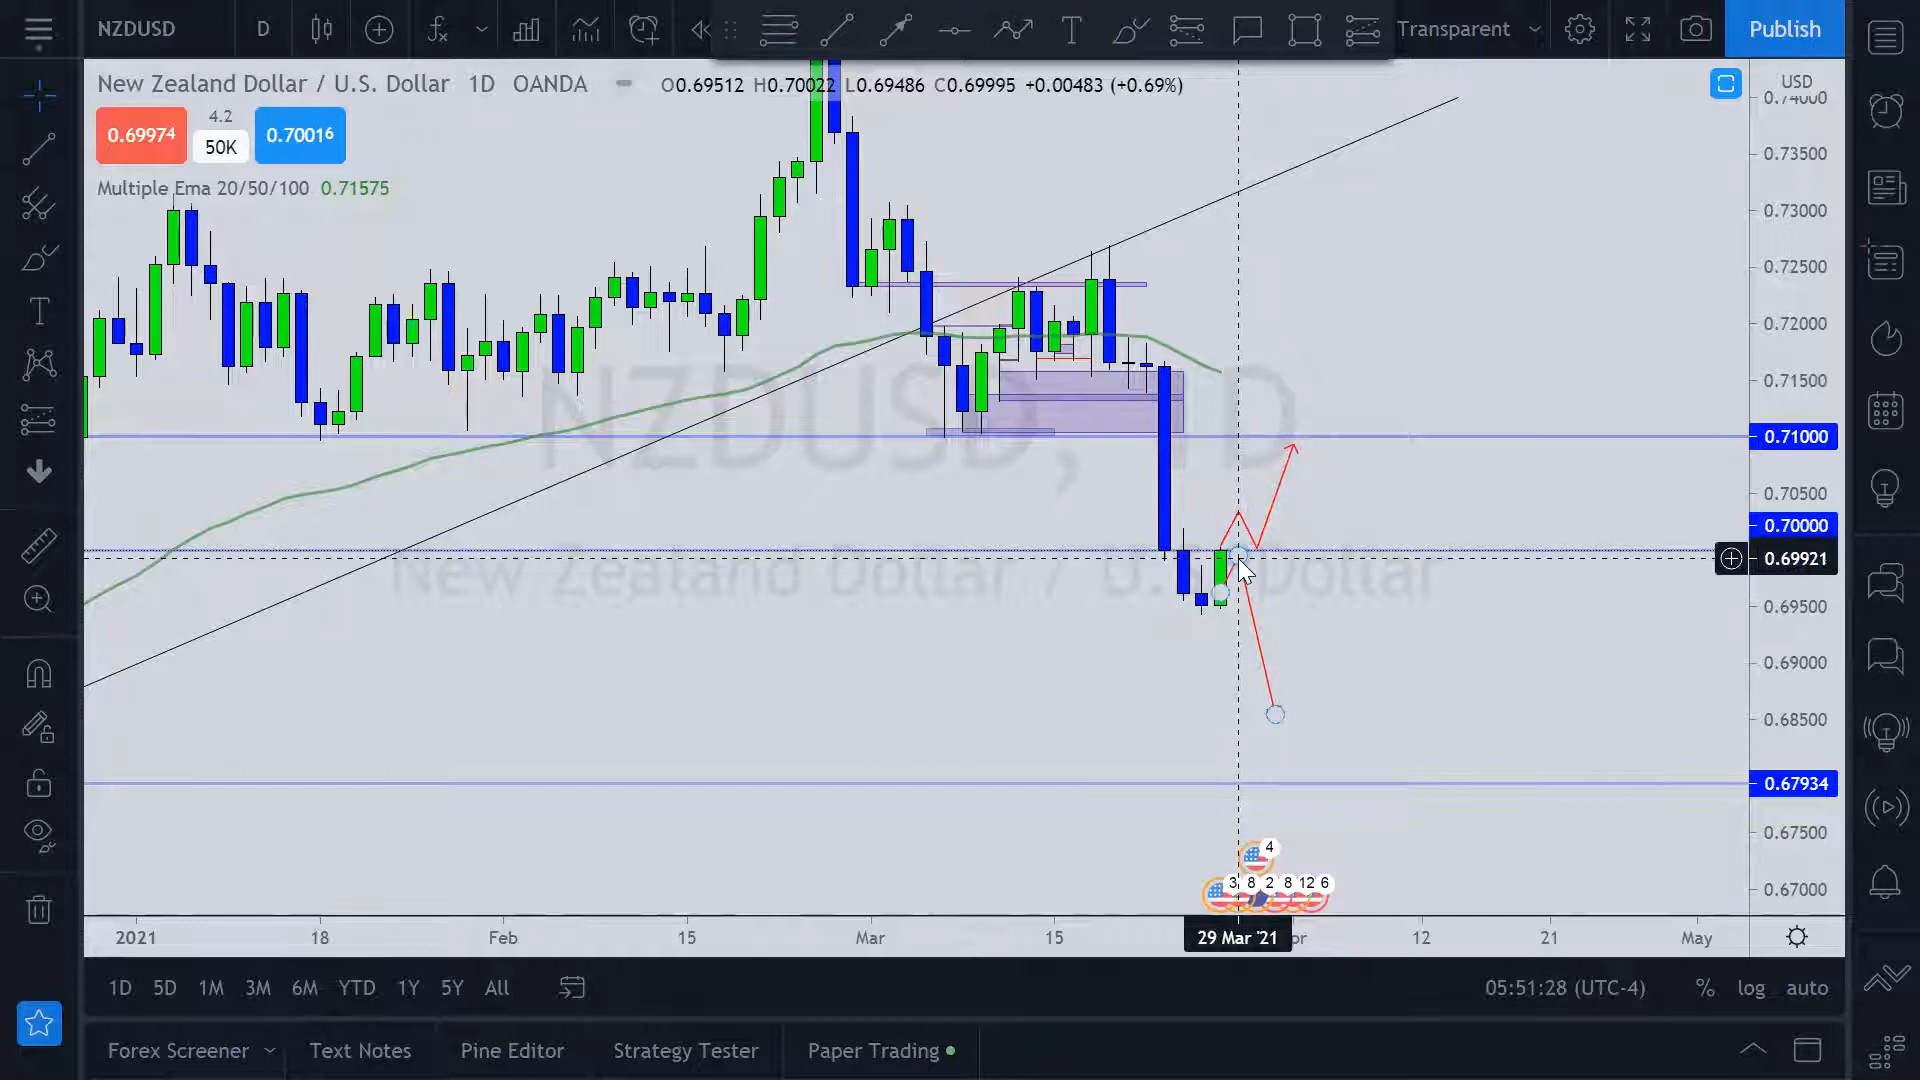 NZDUSD D Transparent Publish
New Zealand Dollar / U.S. Dollar 1D OANDA O0.69512 H0.70022 L0.69486 C0.69995 +0.00483 (+0.69%)
0.69974 4.2 50K 0.70016
Multiple Ema 20/50/100 0.71575
USD
0.74000
0.73500
0.73000
0.72500
0.72000
0.71500
0.71000
0.70500
0.70000
0.69921
0.69500
0.69000
0.68500
0.67934
0.67500
0.67000
NZDUSD, 1D
New Zealand Dollar / U.S. Dollar
4
3 8 2 8 12 6
2021 18 Feb 15 Mar 15 29 Mar '21 pr 12 21 May
1D 5D 1M 3M 6M YTD 1Y 5Y All 05:51:28 (UTC-4) % log auto
Forex Screener Text Notes Pine Editor Strategy Tester Paper Trading